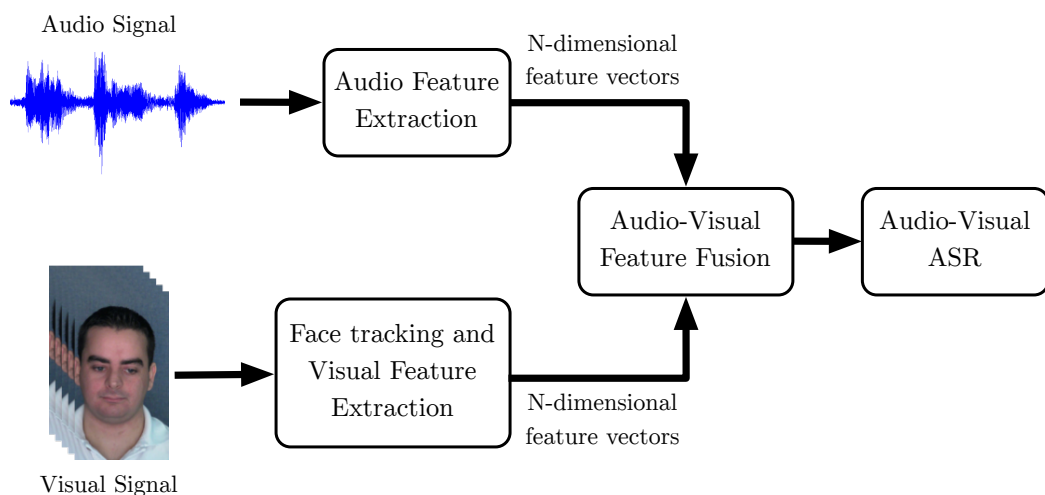 Audio Signal
Audio Feature
Extraction
N-dimensional
feature vectors
Audio-Visual
Feature Fusion
Audio-Visual
ASR
Face tracking and
Visual Feature
Extraction
N-dimensional
feature vectors
Visual Signal